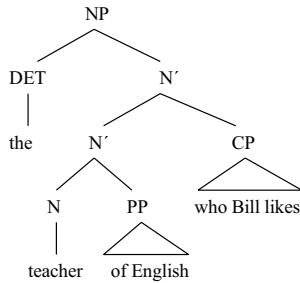 NP
DET N´
the N´ CP
N PP who Bill likes
teacher of English